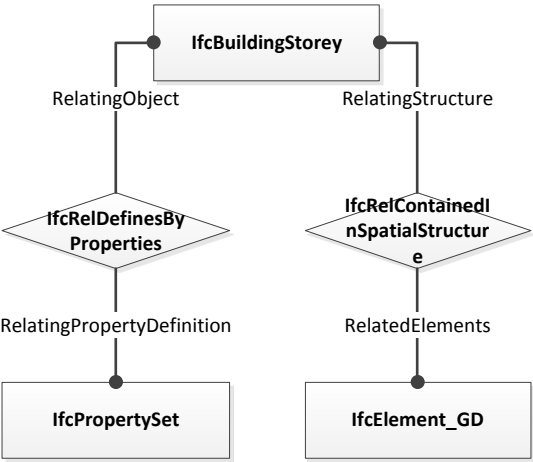 IfcBuildingStorey
RelatingObject
RelatingStructure
IfcRelDefinesBy
Properties
IfcRelContainedI
nSpatialStructur
e
RelatingPropertyDefinition
RelatedElements
IfcPropertySet
IfcElement_GD